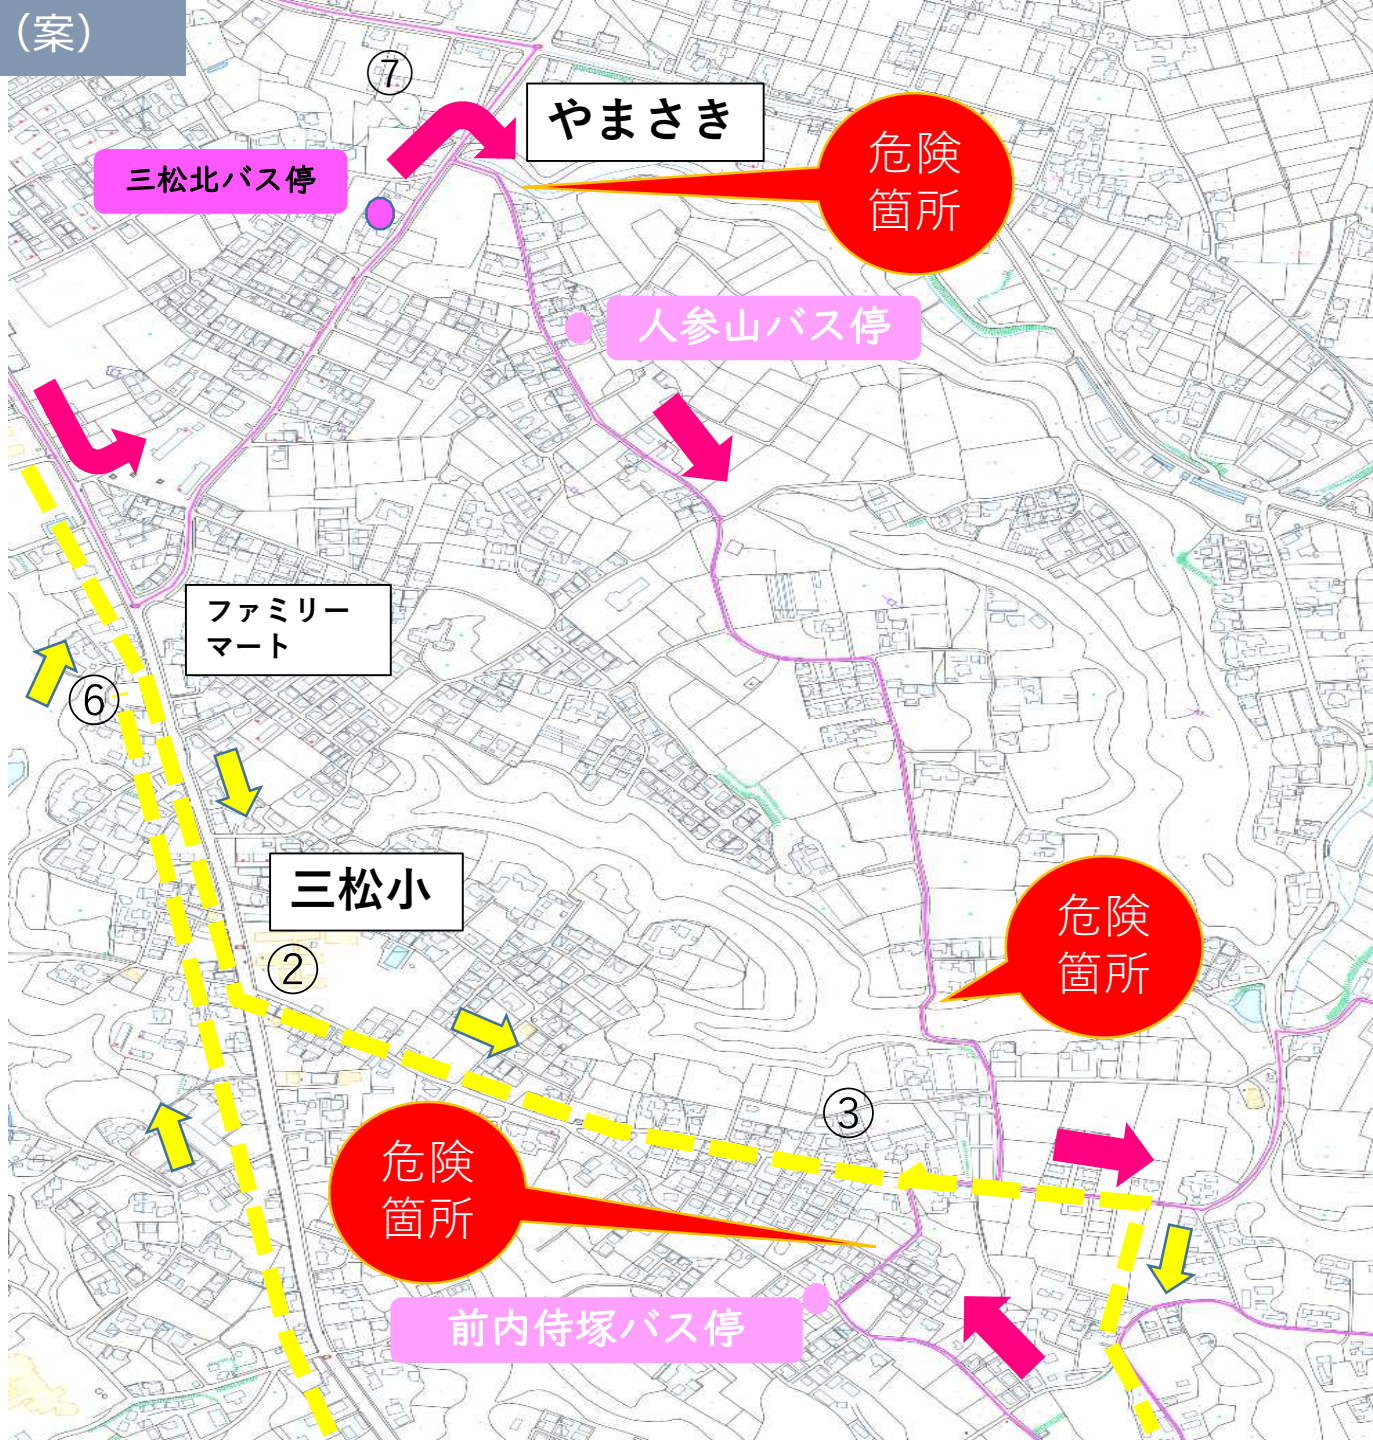 （案）
⑦
やまさき
危険
箇所
三松北バス停
人参山バス停
ファミリー
マート
⑥
三松小
②
危険
箇所
③
危険
箇所
前内侍塚バス停